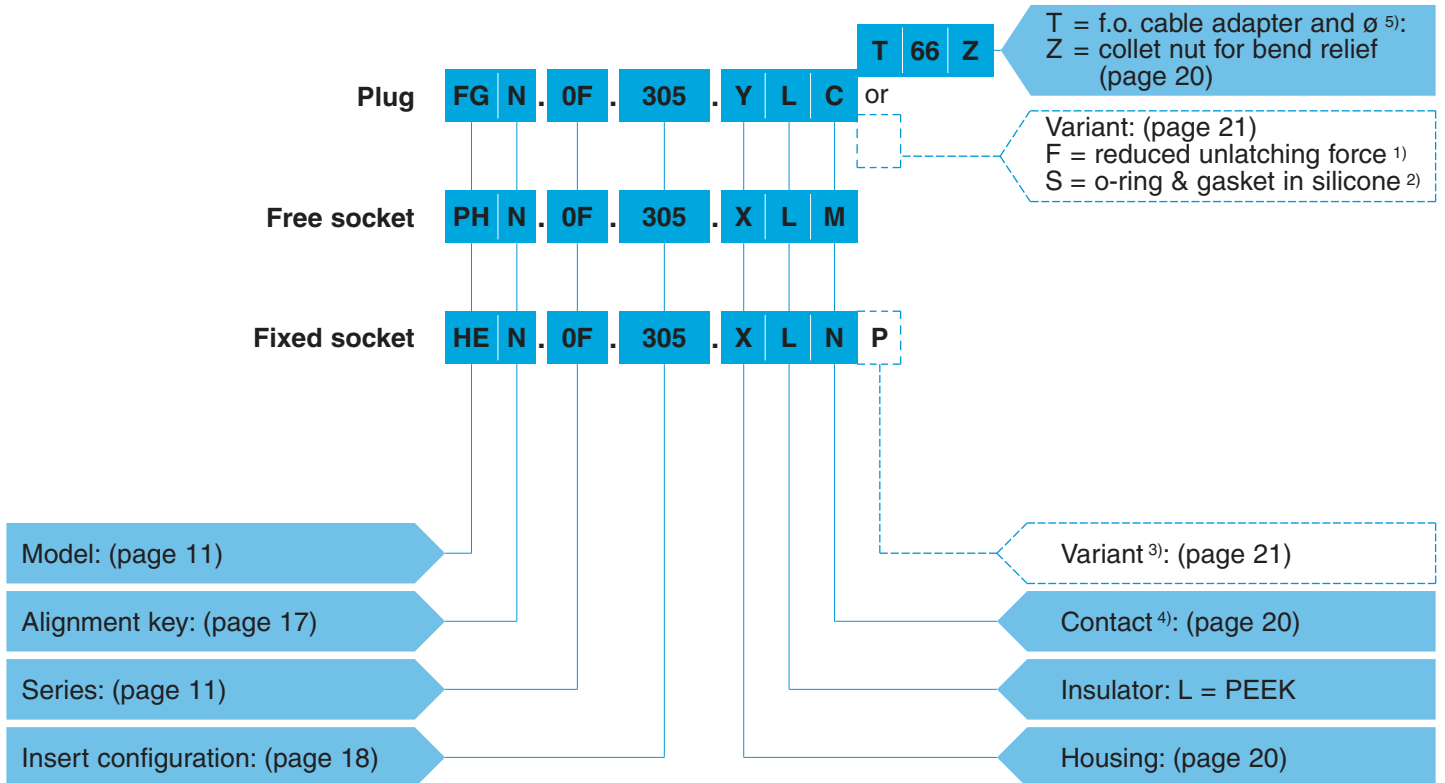 T 66 Z
T = f.o. cable adapter and ø 5):
Z = collet nut for bend relief
(page 20)
Plug FG N . 0F . 305 . Y L C or
Variant: (page 21)
F = reduced unlatching force 1)
S = o-ring & gasket in silicone 2)
Free socket PH N . 0F . 305 . X L M
Fixed socket HE N . 0F . 305 . X L N P
Model: (page 11)
Variant 3): (page 21)
Alignment key: (page 17)
Contact 4): (page 20)
Series: (page 11)
Insulator: L = PEEK
Insert configuration: (page 18)
Housing: (page 20)